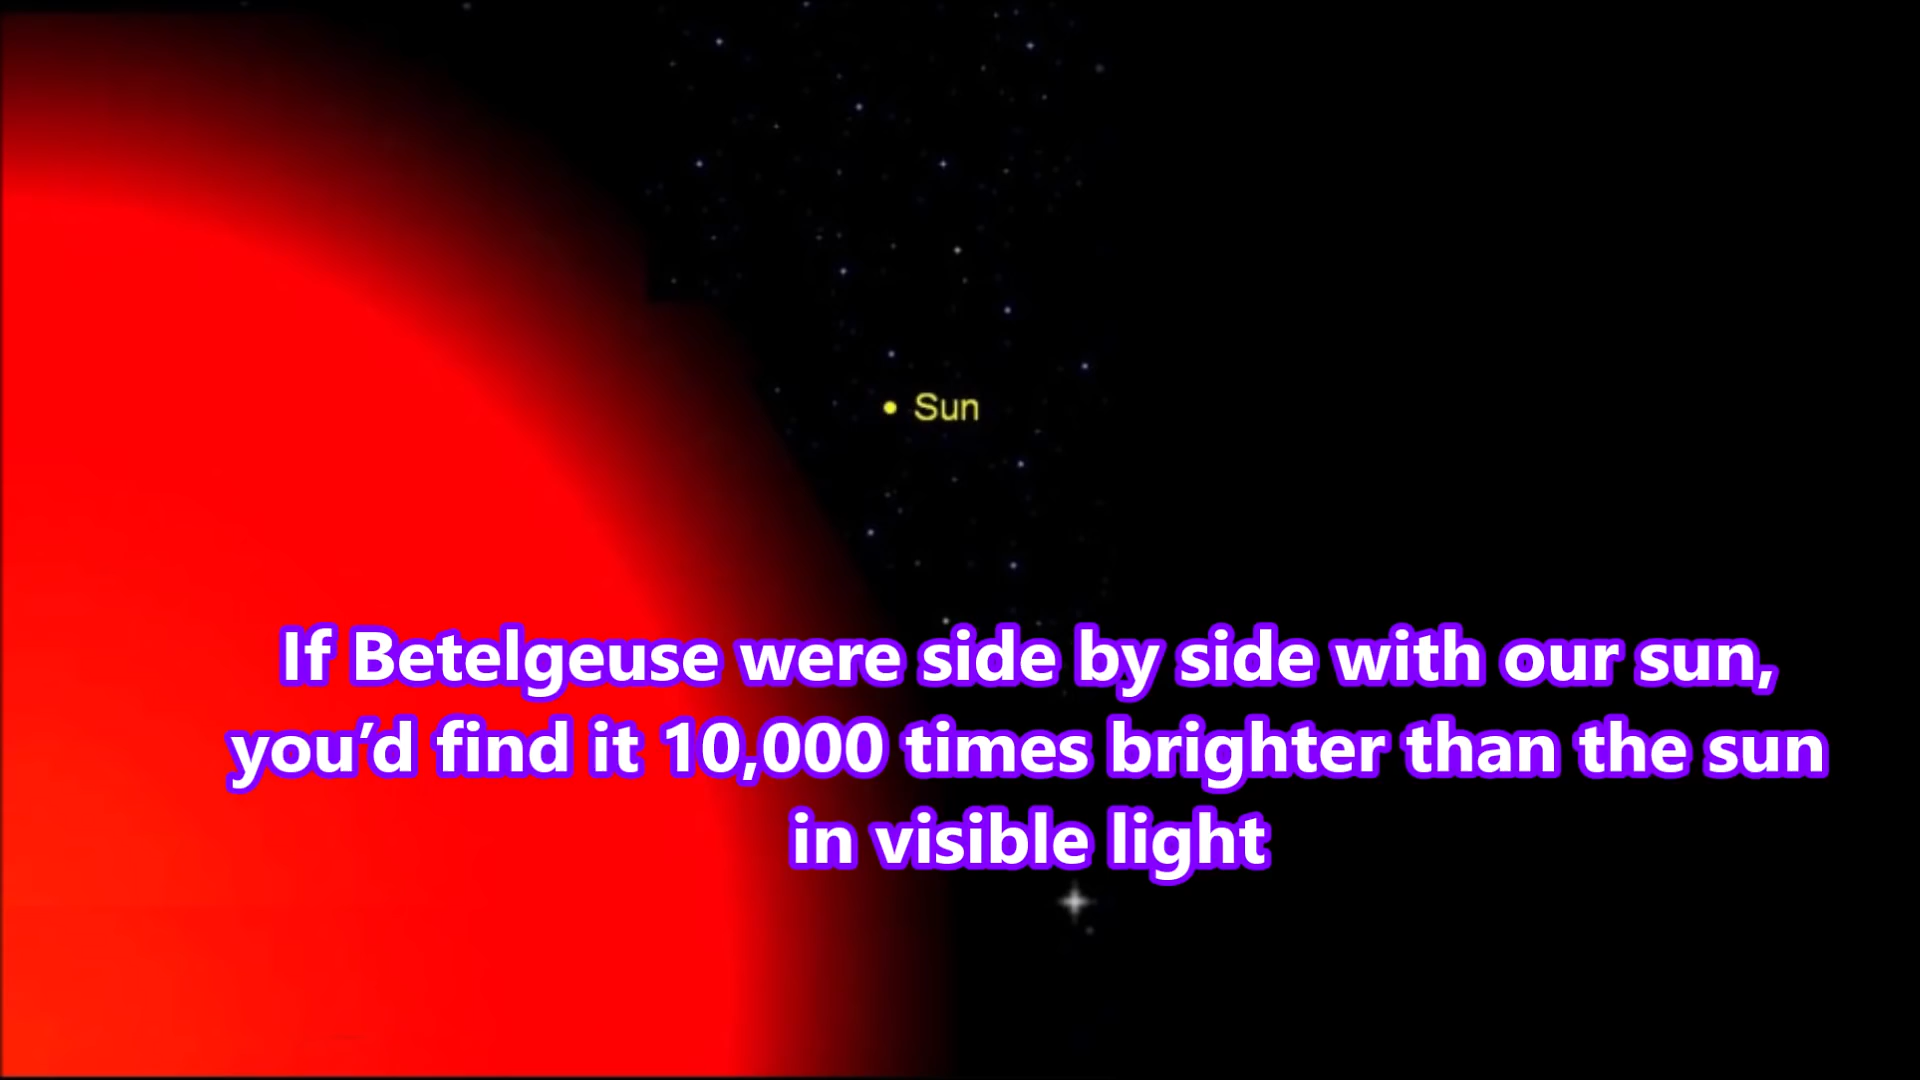 Sun
If Betelgeuse were side by side with our sun,
you’d find it 10,000 times brighter than the sun
in visible light